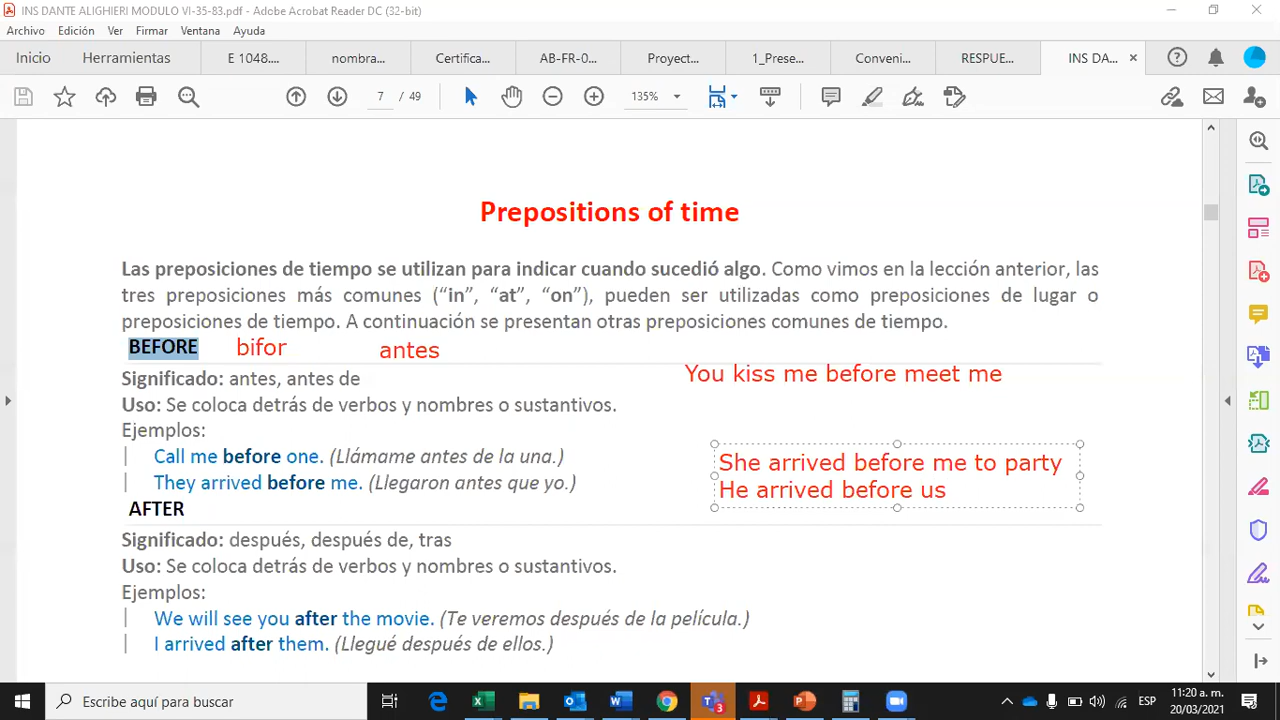 INS DANTE ALIGHIERI MODULO VI-35-83.pdf - Adobe Acrobat Reader DC (32-bit)
Archivo Edición Ver Firmar Ventana Ayuda
Inicio Herramientas E 1048.... nombra... Certifica... AB-FR-0... Proyect... 1_Prese... Conveni... RESPUE... INS DA...
7 / 49 135%
Prepositions of time
Las preposiciones de tiempo se utilizan para indicar cuando sucedió algo. Como vimos en la lección anterior, las
tres preposiciones más comunes (“in”, “at”, “on”), pueden ser utilizadas como preposiciones de lugar o
preposiciones de tiempo. A continuación se presentan otras preposiciones comunes de tiempo.
BEFORE bifor antes
You kiss me before meet me
Significado: antes, antes de
Uso: Se coloca detrás de verbos y nombres o sustantivos.
Ejemplos:
Call me before one. (Llámame antes de la una.)
They arrived before me. (Llegaron antes que yo.)
She arrived before me to party
He arrived before us
AFTER
Significado: después, después de, tras
Uso: Se coloca detrás de verbos y nombres o sustantivos.
Ejemplos:
We will see you after the movie. (Te veremos después de la película.)
I arrived after them. (Llegué después de ellos.)
Escribe aquí para buscar
3
ESP
11:20 a. m.
20/03/2021